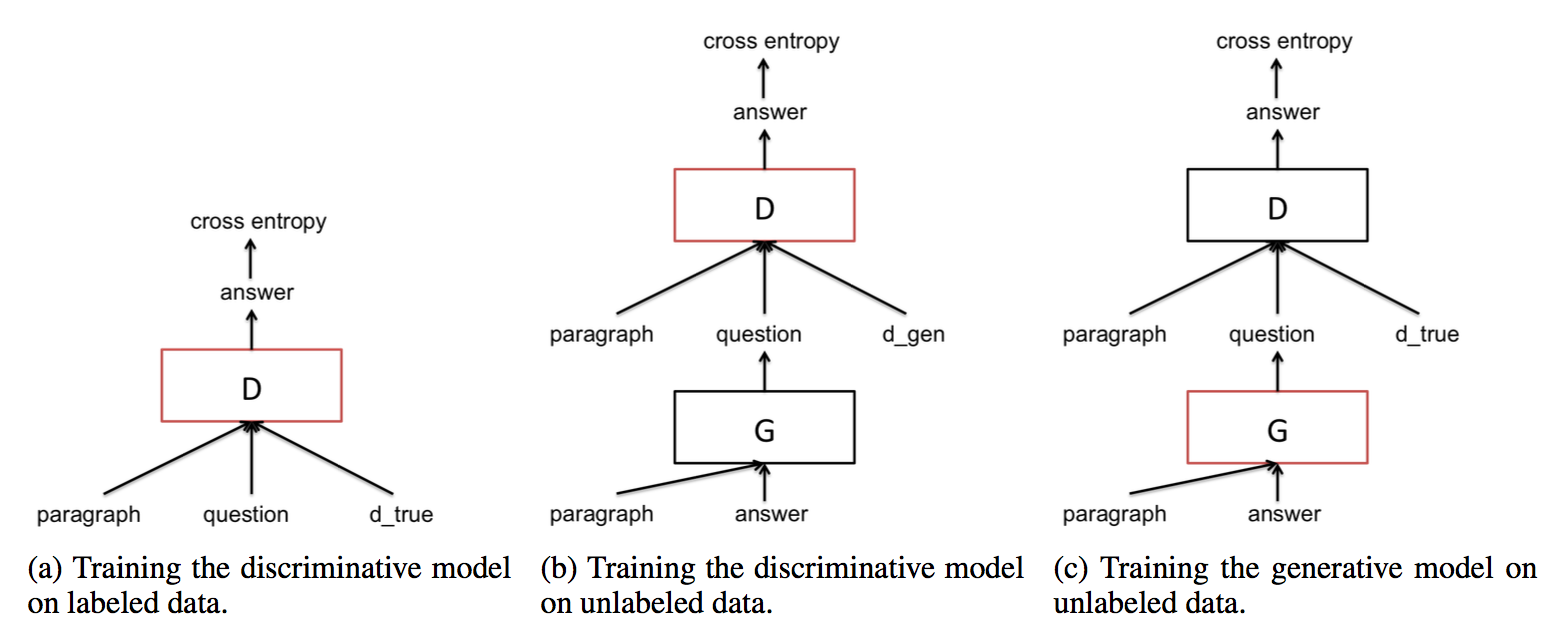 cross entropy
answer
D
paragraph question d_true
(a) Training the discriminative model
on labeled data.
cross entropy
answer
D
paragraph question d_gen
G
paragraph answer
(b) Training the discriminative model
on unlabeled data.
cross entropy
answer
D
paragraph question d_true
G
paragraph answer
(c) Training the generative model on
unlabeled data.